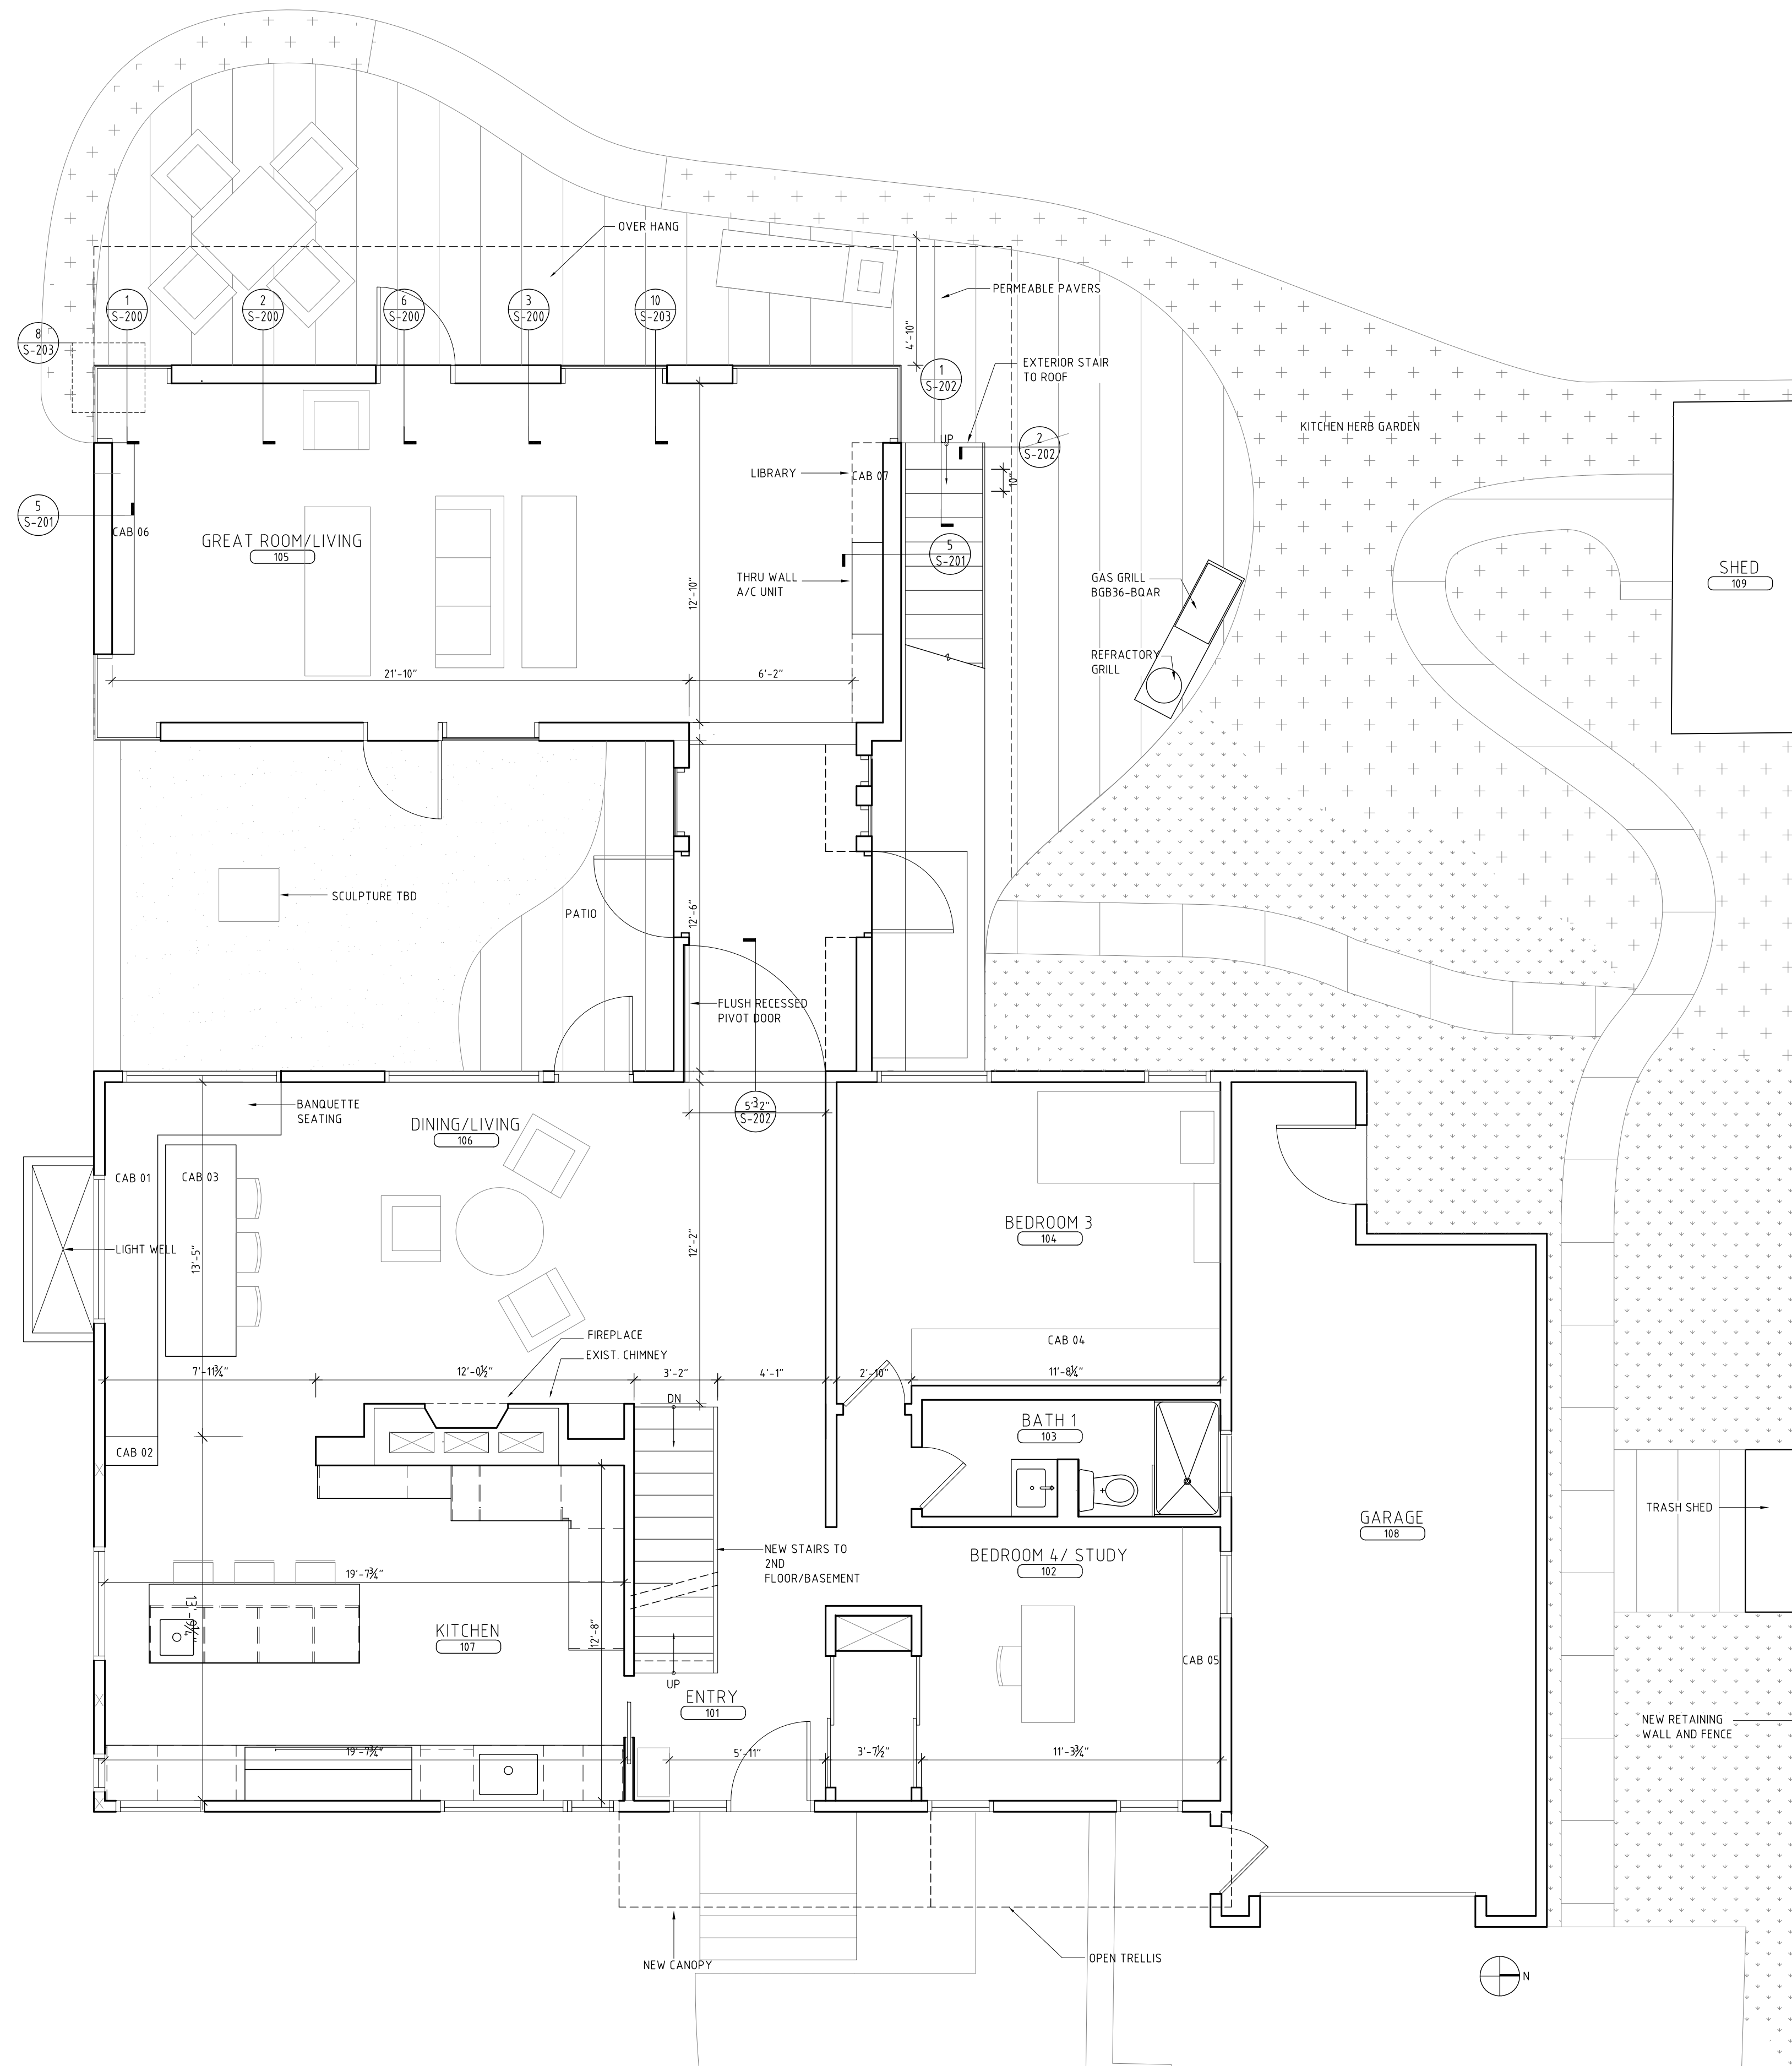 OVER HANG
PERMEABLE PAVERS
1
S-200
2
S-200
6
S-200
3
S-200
10
S-203
8
S-203
4'-10"
EXTERIOR STAIR
TO ROOF
1
S-202
UP
2
S-202
KITCHEN HERB GARDEN
LIBRARY
CAB 07
10"
5
S-201
CAB 06
GREAT ROOM/LIVING
105
THRU WALL
A/C UNIT
5
S-201
12'-10"
GAS GRILL
BGB36-BQAR
SHED
109
REFRACTORY
GRILL
21'-10"
6'-2"
SCULPTURE TBD
PATIO
12'-6"
FLUSH RECESSED
PIVOT DOOR
BANQUETTE
SEATING
DINING/LIVING
106
5'-2"
3
S-202
CAB 01
CAB 03
LIGHT WELL
13'-5"
12'-2"
BEDROOM 3
104
FIREPLACE
EXIST. CHIMNEY
CAB 04
7'-11¾"
12'-0½"
3'-2"
4'-1"
2'-10"
11'-8¼"
DN
BATH 1
103
CAB 02
TRASH SHED
GARAGE
108
NEW STAIRS TO
2ND
FLOOR/BASEMENT
BEDROOM 4/ STUDY
102
19'-7¾"
13'-9¼"
KITCHEN
107
12'-8"
CAB 05
UP
ENTRY
101
NEW RETAINING
WALL AND FENCE
19'-7¾"
5'-11"
3'-7½"
11'-3¾"
NEW CANOPY
OPEN TRELLIS
N